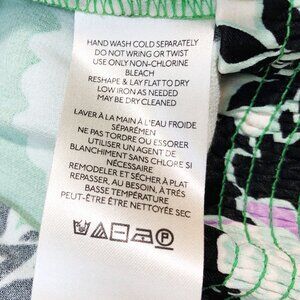 HAND WASH COLD SEPARATELY
DO NOT WRING OR TWIST
USE ONLY NON-CHLORINE
BLEACH
RESHAPE & LAY FLAT TO DRY
LOW IRON AS NEEDED
MAY BE DRY CLEANED
LAVER À LA MAIN À L'EAU FROIDE
SÉPARÉMEN
NE PAS TORDRE OU ESSORER
UTILISER UN AGENT DE
BLANCHIMENT SANS CHLORE SI
NÉCESSAIRE
REMODELER ET SÉCHER À PLAT
REPASSER, AU BESOIN, À TRÈS
BASSE TEMPÉRATURE
PEUT-ÊTRE ÊTRE NETTOYÉE SEC
P